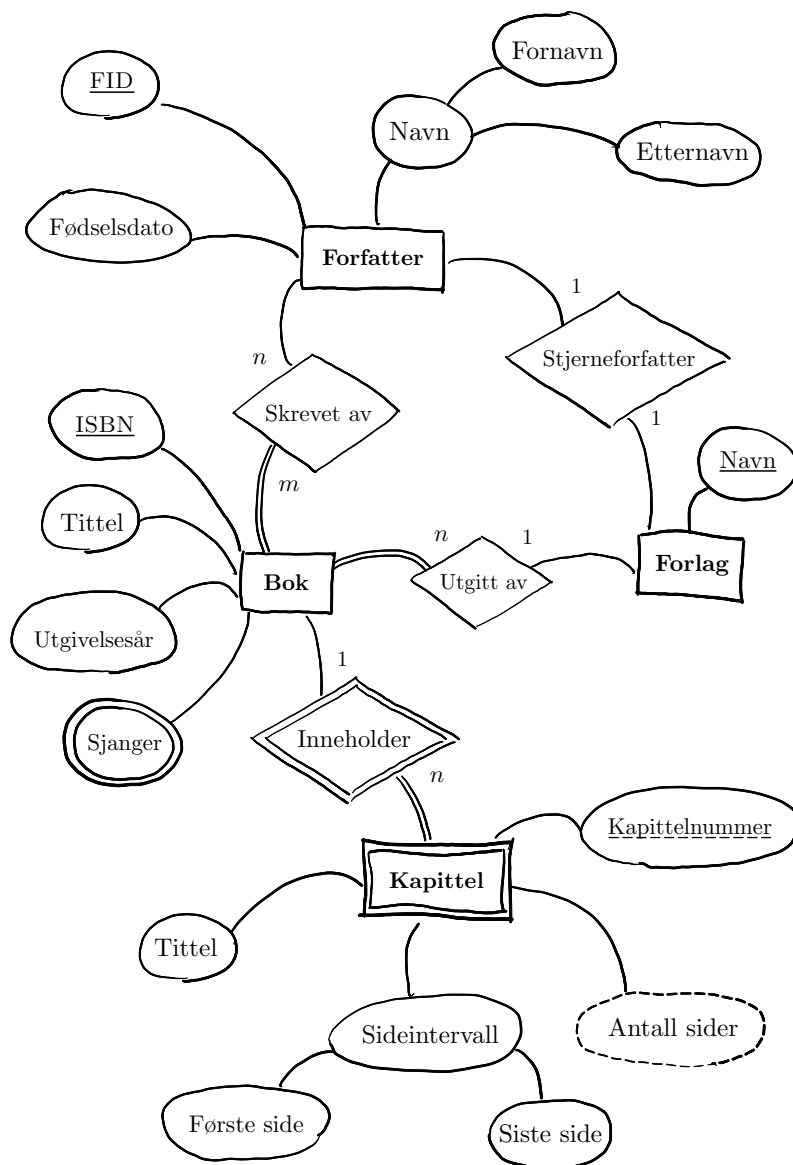 Fornavn
FID
Navn
Etternavn
Fødselsdato
Forfatter
1
n
Stjerneforfatter
Skrevet av
1
ISBN
Navn
m
Tittel
n
1
Bok
Utgitt av
Forlag
Utgivelsesår
1
Sjanger
Inneholder
n
Kapittelnummer
Kapittel
Tittel
Sideintervall
Antall sider
Første side
Siste side